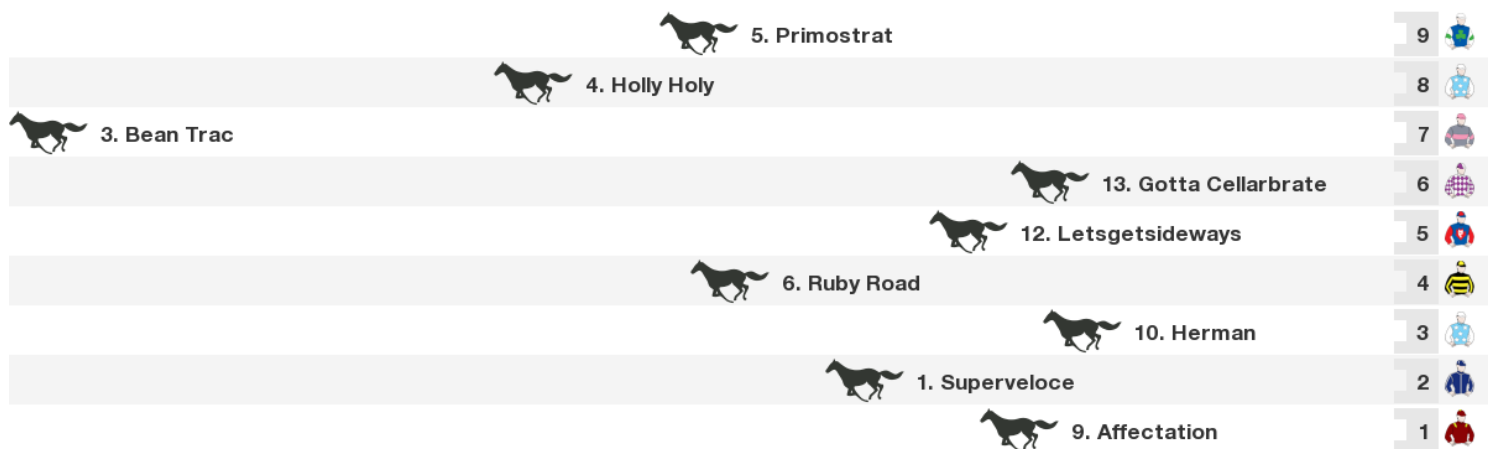 5. Primostrat 9
4. Holly Holy 8
3. Bean Trac 7
13. Gotta Cellarbrate 6
12. Letsgetsideways 5
6. Ruby Road 4
10. Herman 3
1. Superveloce 2
9. Affectation 1